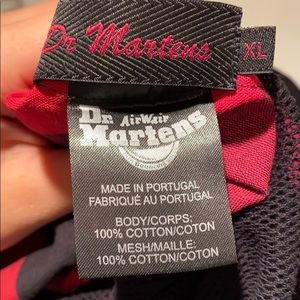 Dr Martens
XL
Dr. AirWair
Martens
MADE IN PORTUGAL
FABRIQUÉ AU PORTUGAL
BODY/CORPS:
100% COTTON/COTON
MESH/MAILLE:
100% COTTON/COTON